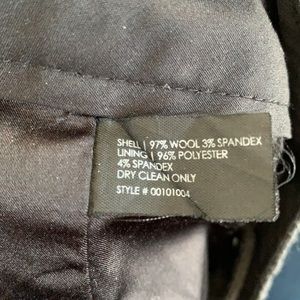 SHELL | 97% WOOL 3% SPANDEX
LINING | 96% POLYESTER
4% SPANDEX
DRY CLEAN ONLY
STYLE # 00101004